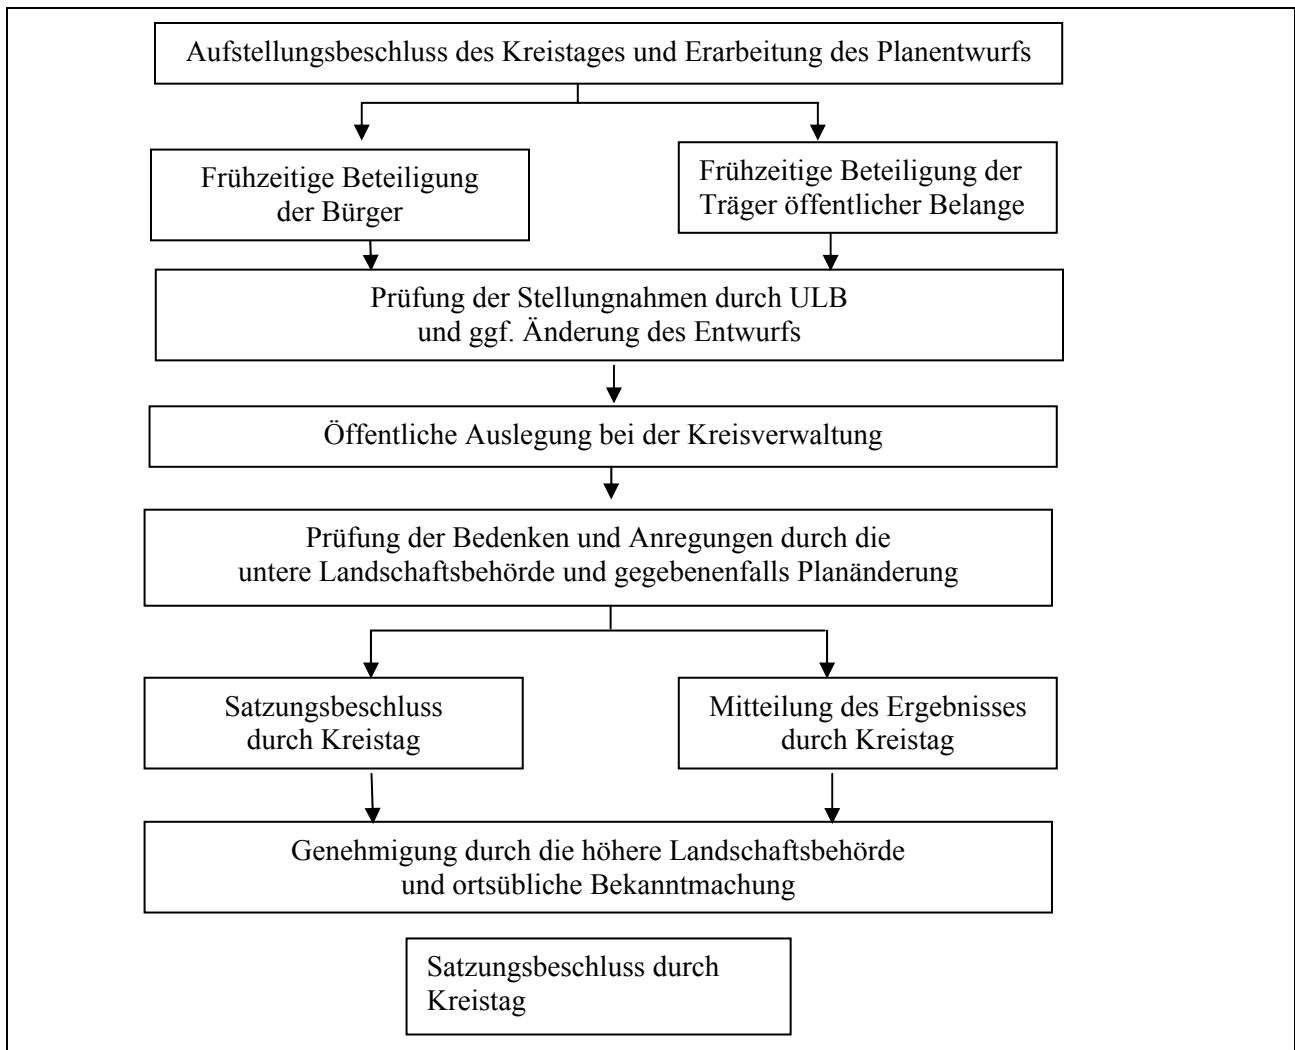 Aufstellungsbeschluss des Kreistages und Erarbeitung des Planentwurfs
Frühzeitige Beteiligung
der Bürger
Frühzeitige Beteiligung der
Träger öffentlicher Belange
Prüfung der Stellungnahmen durch ULB
und ggf. Änderung des Entwurfs
Öffentliche Auslegung bei der Kreisverwaltung
Prüfung der Bedenken und Anregungen durch die
untere Landschaftsbehörde und gegebenenfalls Planänderung
Satzungsbeschluss
durch Kreistag
Mitteilung des Ergebnisses
durch Kreistag
Genehmigung durch die höhere Landschaftsbehörde
und ortsübliche Bekanntmachung
Satzungsbeschluss durch
Kreistag